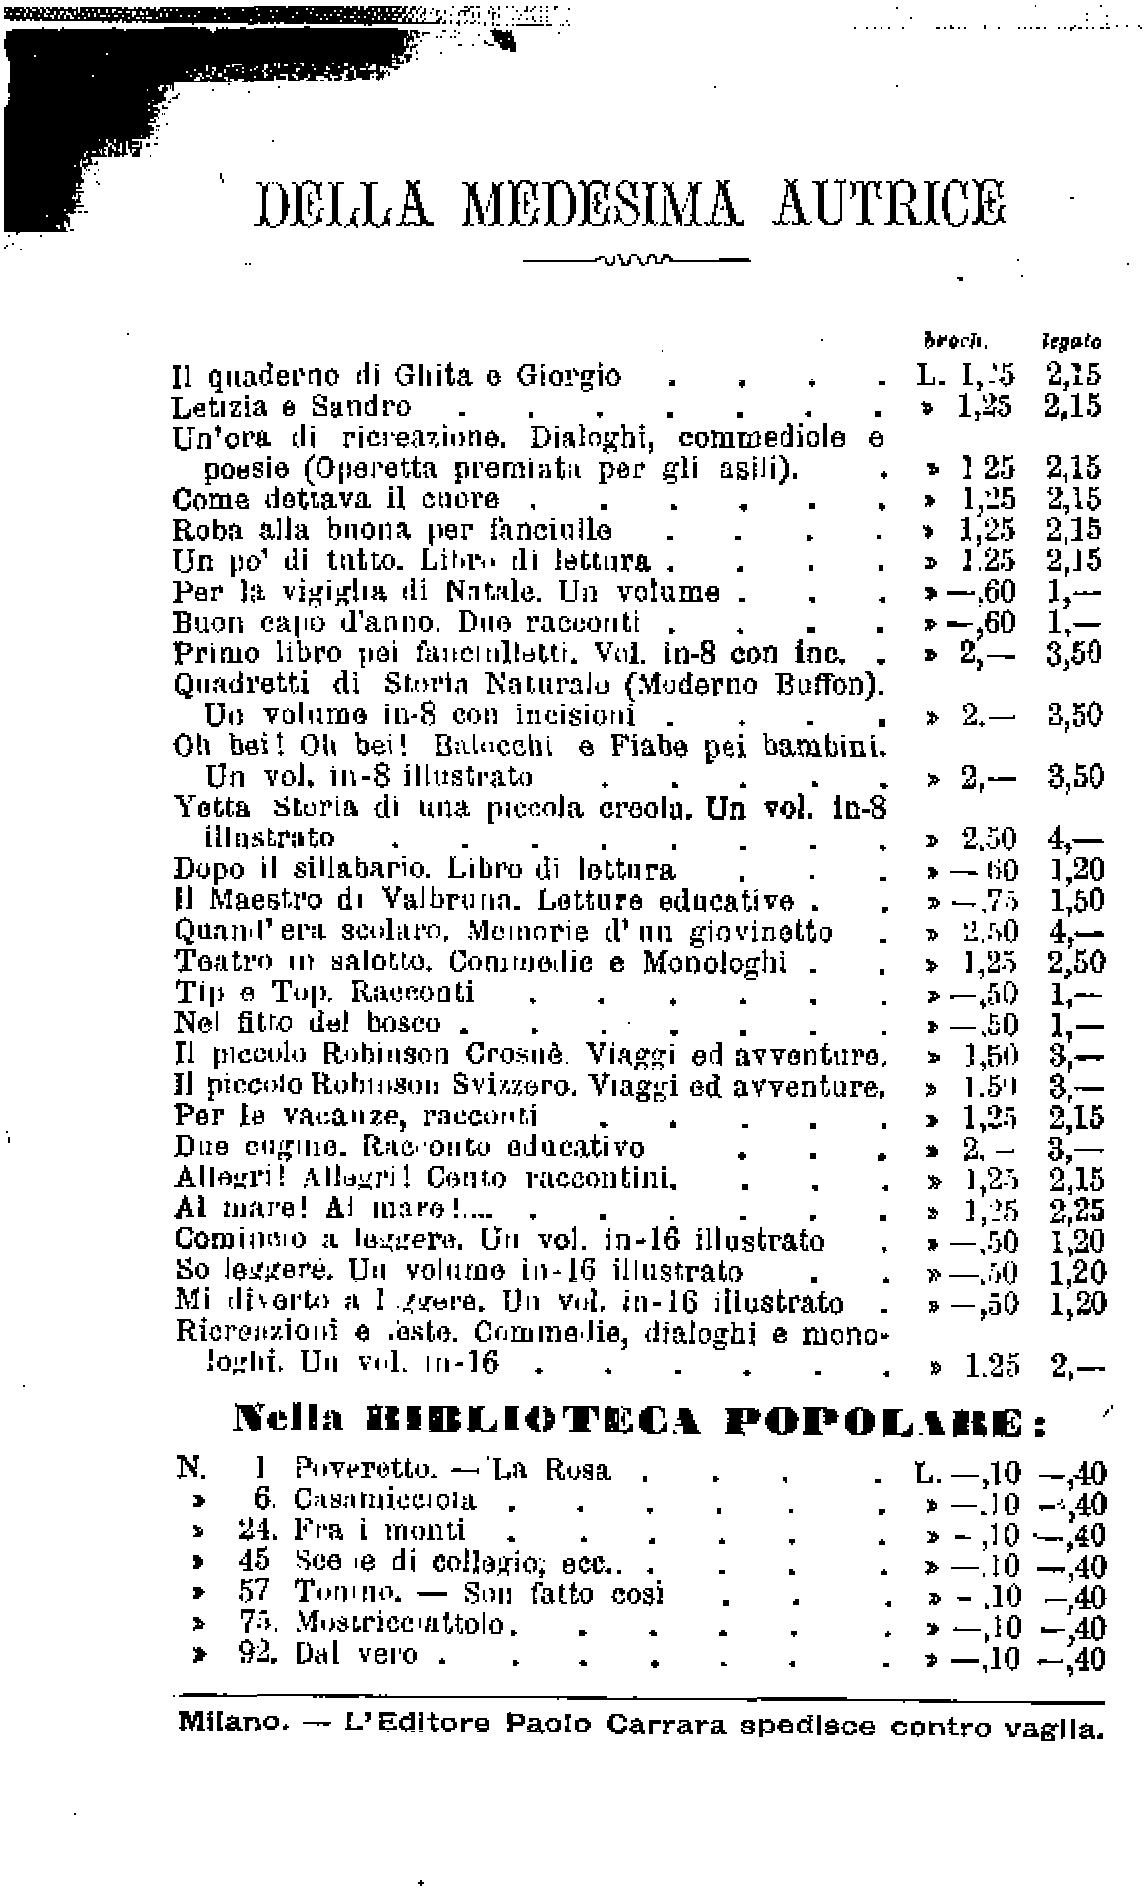 DELLA MEDESIMA AUTRICE
broch. legato
Il quaderno di Ghita e Giorgio . . . . L. 1,25 2,15
Letizia e Sandro . . . . . . . » 1,25 2,15
Un'ora di ricreazione. Dialoghi, commediole e
poesie (Operetta premiata per gli asili). . » 1 25 2,15
Come dettava il cuore . . . . . . » 1,25 2,15
Roba alla buona per fanciulle . . . . » 1,25 2,15
Un po' di tutto. Libro di lettura . . . . » 1,25 2,15
Per la vigiglia di Natale. Un volume . . . » —,60 1,—
Buon capo d'anno. Due racconti . . . . » —,60 1,—
Primo libro pei fanciulletti. Vol. in-8 con inc. . » 2,— 3,50
Quadretti di Storia Naturale (Moderno Buffon).
Un volume in-8 con incisioni . . . . » 2,— 3,50
Oh bei! Oh bei! Balocchi e Fiabe pei bambini.
Un vol. in-8 illustrato . . . . . » 2,— 3,50
Yetta Storia di una piccola creola. Un vol. in-8
illustrato . . . . . . . . » 2,50 4,—
Dopo il sillabario. Libro di lettura . . . » — 60 1,20
Il Maestro di Valbruna. Letture educative . . » —,75 1,50
Quand'era scolaro. Memorie d'un giovinetto . » 2,50 4,—
Teatro in salotto. Commedie e Monologhi . . » 1,25 2,50
Tip e Top. Racconti . . . . . . » —,50 1,—
Nel fitto del bosco . . . . . . . » —,50 1,—
Il piccolo Robinson Crosuè. Viaggi ed avventure. » 1,50 3,—
Il piccolo Robinson Svizzero. Viaggi ed avventure. » 1.50 3,—
Per le vacanze, racconti . . . . . » 1,25 2,15
Due cugine. Racconto educativo . . . » 2,– 3,—
Allegri! Allegri! Cento raccontini. . . . » 1,25 2,15
Al mare! Al mare!.... . . . . . . » 1,25 2,25
Comincio a leggere. Un vol. in-16 illustrato . » —,50 1,20
So leggere. Un volume in-16 illustrato . . » —,50 1,20
Mi diverto a leggere. Un vol. in-16 illustrato . » —,50 1,20
Ricreazioni e feste. Commedie, dialoghi e mono-
loghi. Un vol. in-16 . . . . . . » 1.25 2,—
Nella BIBLIOTECA POPOLARE:
N. 1 Poveretto. — La Rosa . . . . L. —,10 —,40
» 6. Casamicciola . . . . . . » —,10 —,40
» 24. Fra i monti . . . . . . » –,10 —,40
» 45 Scene di collegio, ecc.. . . . . » —,10 —,40
» 57 Tonino. — Son fatto così . . . » –,10 —,40
» 75. Mostricciattolo. . . . . . » —,10 —,40
» 92. Dal vero . . . . . . . » —,10 —,40
Milano. — L'Editore Paolo Carrara spedisce contro vaglia.